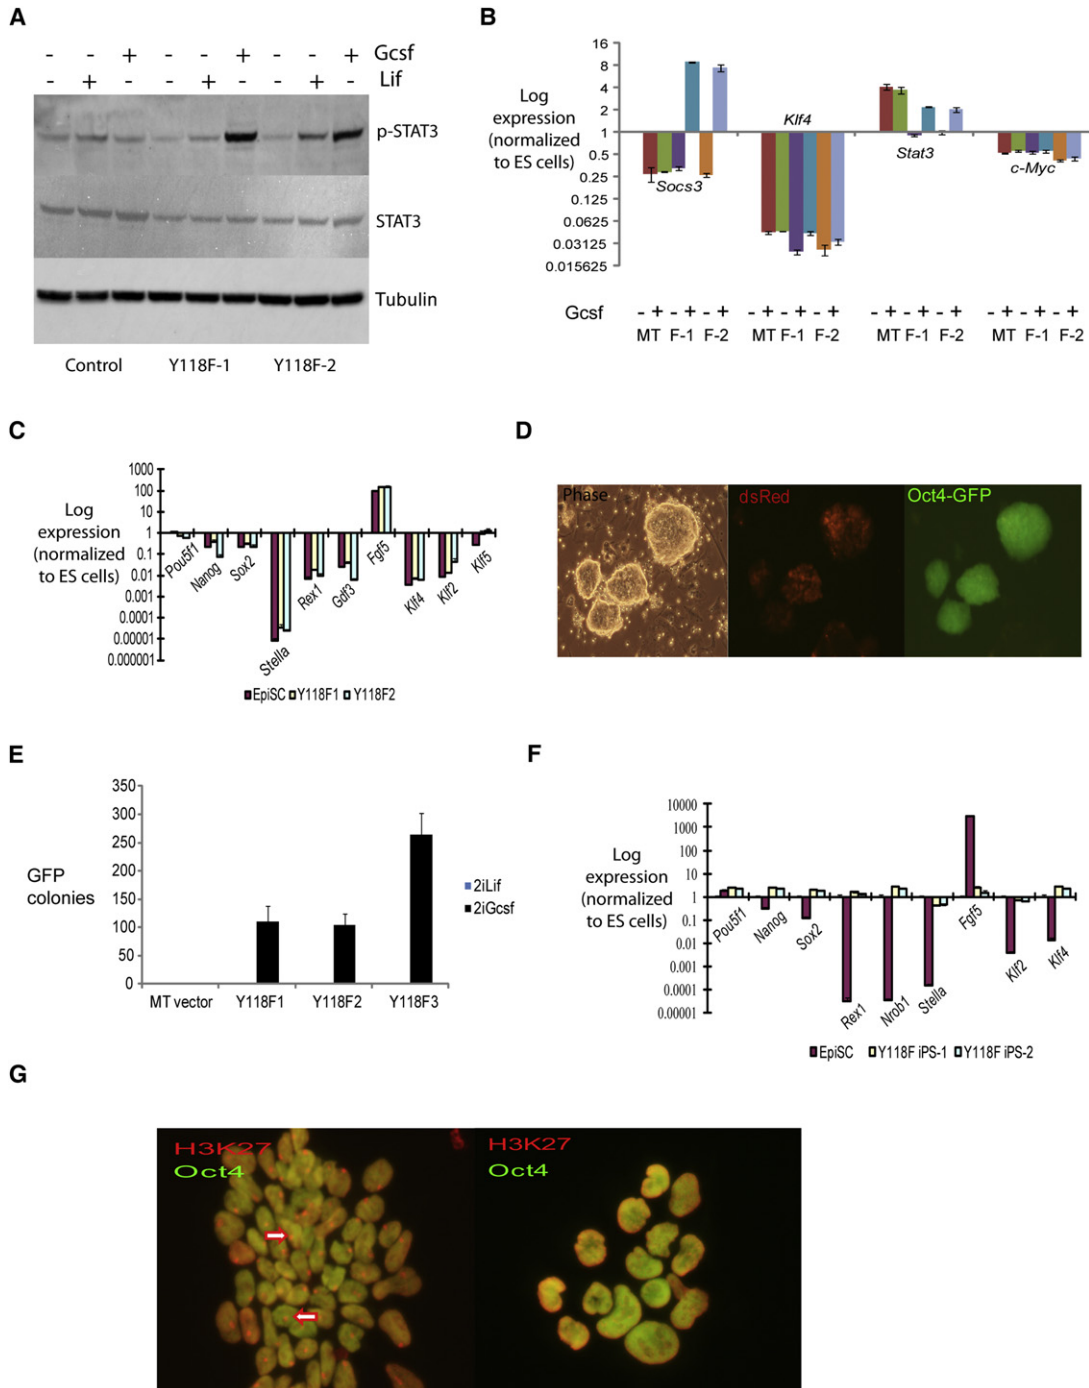 A
- - + - - + - - + Gcsf
- + - - + - - + - Lif
p-STAT3
STAT3
Tubulin
Control Y118F-1 Y118F-2
B
Log
expression
(normalized
to ES cells)
16
8
4
2
1
0.5
0.25
0.125
0.0625
0.03125
0.015625
Socs3
Klf4
Stat3
c-Myc
Gcsf - + - + - + - + - + - + - + - + - + - + - + - +
MT F-1 F-2 MT F-1 F-2 MT F-1 F-2 MT F-1 F-2
C
Log
expression
(normalized
to ES cells)
1000
100
10
1
0.1
0.01
0.001
0.0001
0.00001
0.000001
Pou5f1
Nanog
Sox2
Stella
Rex1
Gdf3
Fgf5
Klf4
Klf2
Klf5
EpiSC Y118F1 Y118F2
D
Phase
dsRed
Oct4-GFP
E
GFP
colonies
350
300
250
200
150
100
50
0
MT vector Y118F1 Y118F2 Y118F3
2iLif
2iGcsf
F
Log
expression
(normalized
to ES cells)
10000
1000
100
10
1
0.1
0.01
0.001
0.0001
0.00001
Pou5f1
Nanog
Sox2
Rex1
Nrob1
Stella
Fgf5
Klf2
Klf4
EpiSC Y118F iPS-1 Y118F iPS-2
G
H3K27
Oct4
H3K27
Oct4